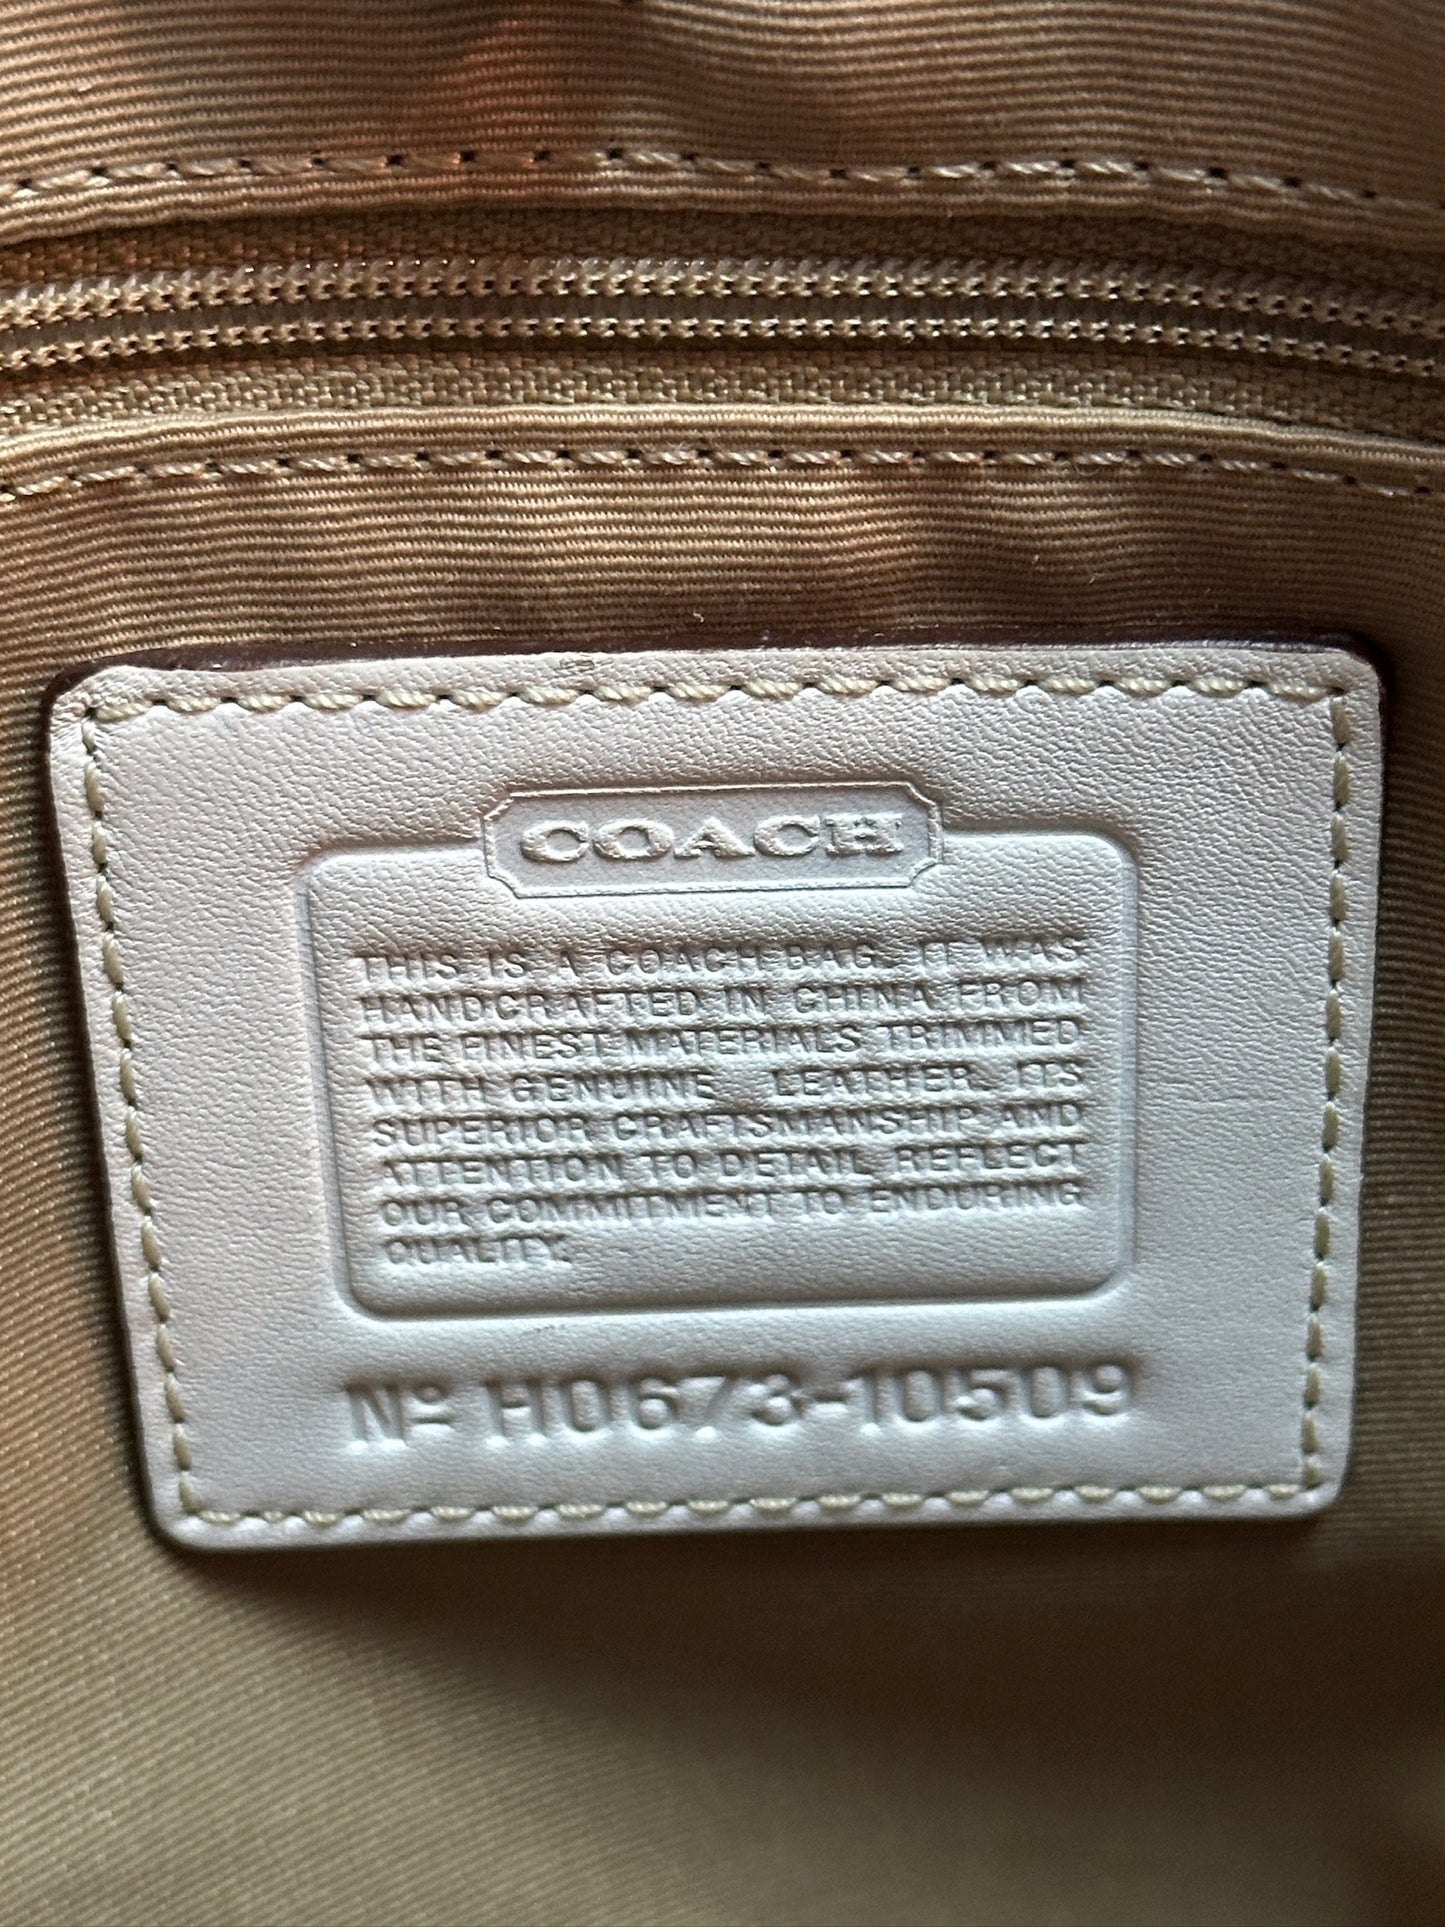 COACH
THIS IS A COACH BAG. IT WAS
HANDCRAFTED IN CHINA FROM
THE FINEST MATERIALS TRIMMED
WITH GENUINE LEATHER. ITS
SUPERIOR CRAFTSMANSHIP AND
ATTENTION TO DETAIL REFLECT
OUR COMMITMENT TO ENDURING
QUALITY.
Nº H0673-10509